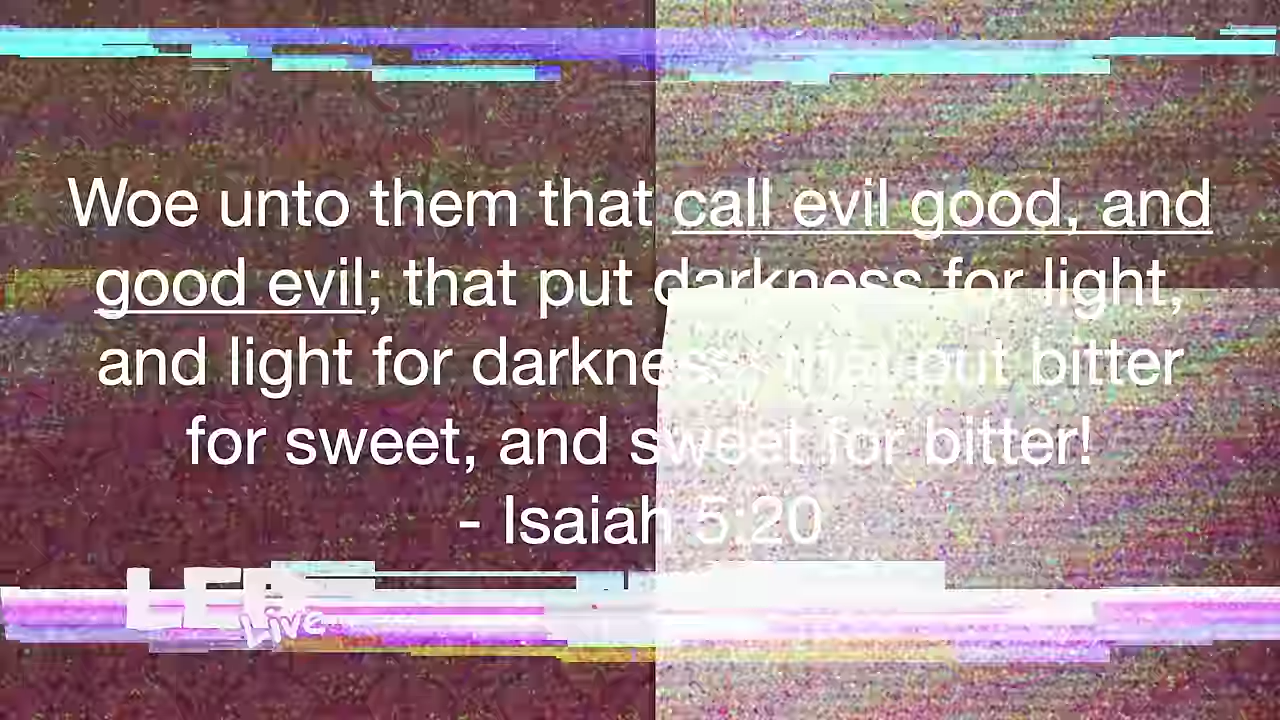 Woe unto them that call evil good, and
good evil; that put darkness for light,
and light for darkness; that put bitter
for sweet, and sweet for bitter!
- Isaiah 5:20
Live